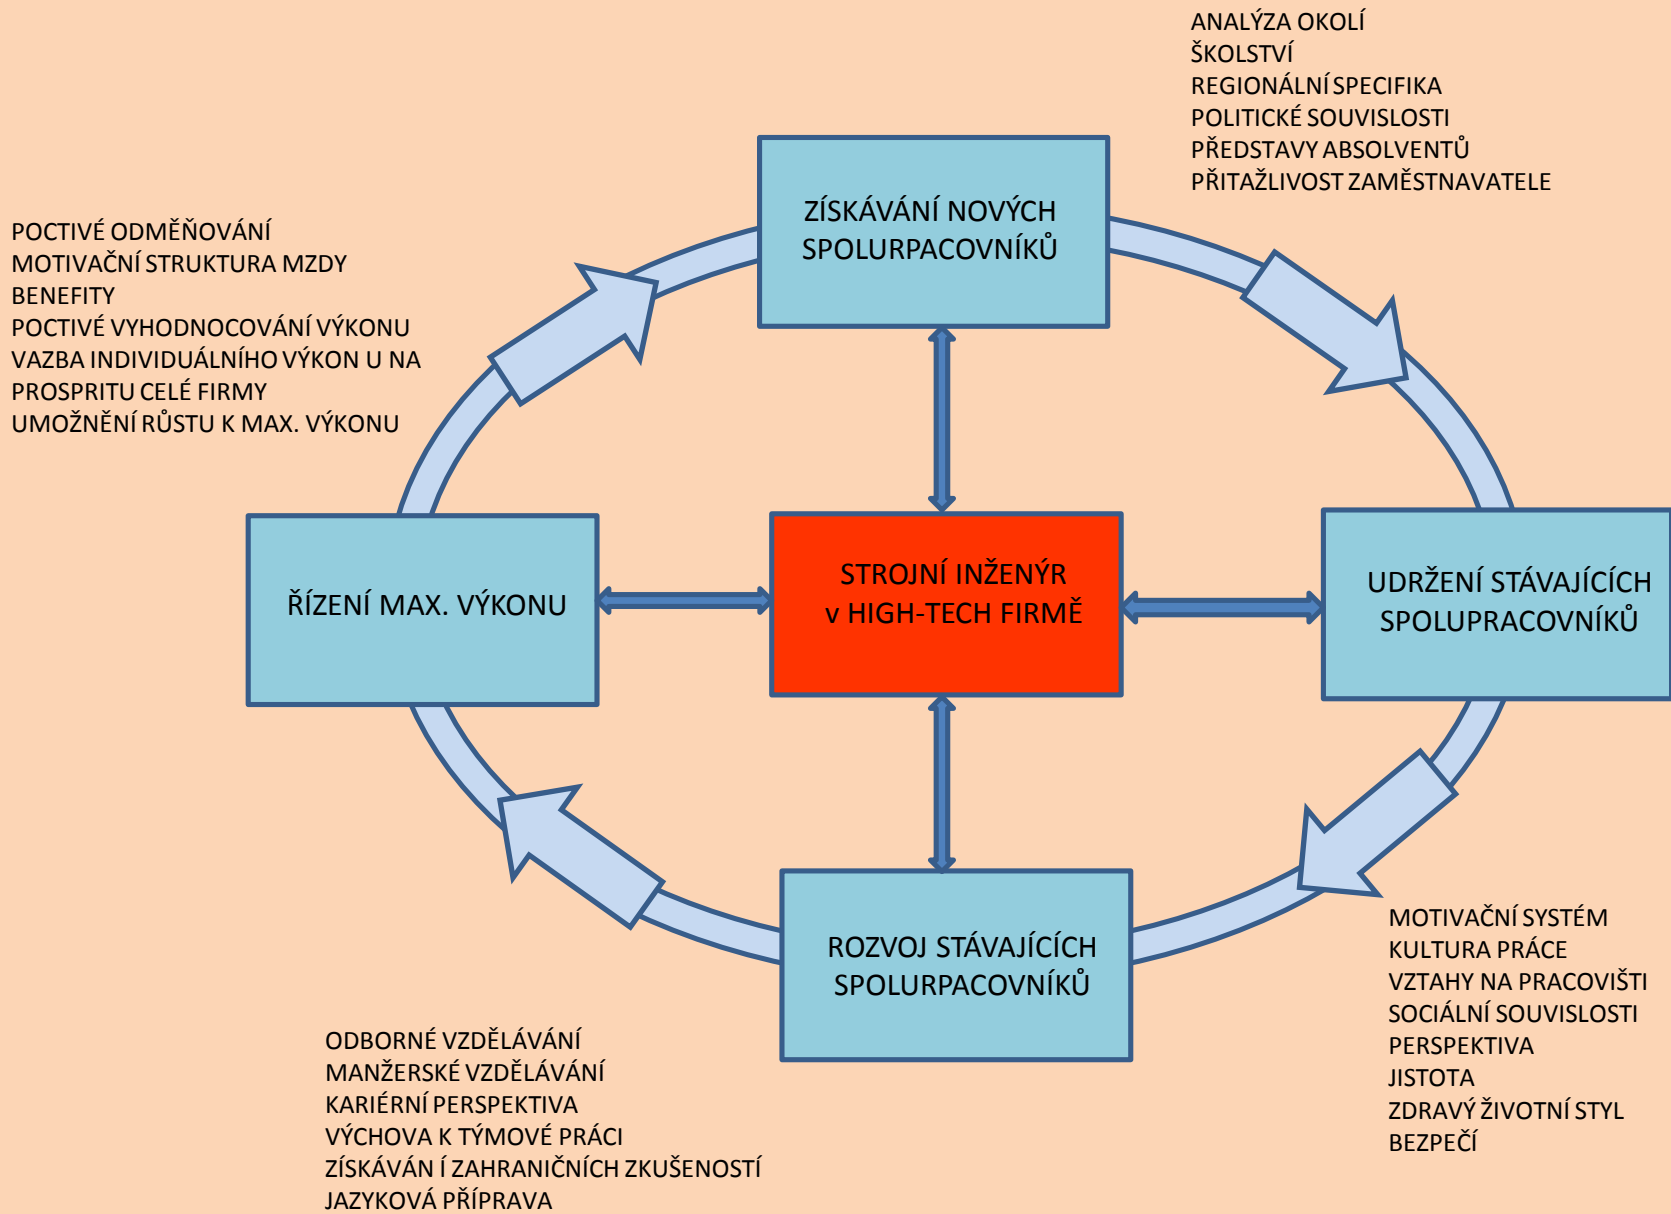 ANALÝZA OKOLÍ
ŠKOLSTVÍ
REGIONÁLNÍ SPECIFIKA
POLITICKÉ SOUVISLOSTI
PŘEDSTAVY ABSOLVENTŮ
PŘITAŽLIVOST ZAMĚSTNAVATELE
ZÍSKÁVÁNÍ NOVÝCH
SPOLURPACOVNÍKŮ
POCTIVÉ ODMĚŇOVÁNÍ
MOTIVAČNÍ STRUKTURA MZDY
BENEFITY
POCTIVÉ VYHODNOCOVÁNÍ VÝKONU
VAZBA INDIVIDUÁLNÍHO VÝKON U NA
PROSPRITU CELÉ FIRMY
UMOŽNĚNÍ RŮSTU K MAX. VÝKONU
ŘÍZENÍ MAX. VÝKONU
STROJNÍ INŽENÝR
v HIGH-TECH FIRMĚ
UDRŽENÍ STÁVAJÍCÍCH
SPOLUPRACOVNÍKŮ
ROZVOJ STÁVAJÍCÍCH
SPOLURPACOVNÍKŮ
MOTIVAČNÍ SYSTÉM
KULTURA PRÁCE
VZTAHY NA PRACOVIŠTI
SOCIÁLNÍ SOUVISLOSTI
PERSPEKTIVA
JISTOTA
ZDRAVÝ ŽIVOTNÍ STYL
BEZPEČÍ
ODBORNÉ VZDĚLÁVÁNÍ
MANŽERSKÉ VZDĚLÁVÁNÍ
KARIÉRNÍ PERSPEKTIVA
VÝCHOVA K TÝMOVÉ PRÁCI
ZÍSKÁVÁN Í ZAHRANIČNÍCH ZKUŠENOSTÍ
JAZYKOVÁ PŘÍPRAVA